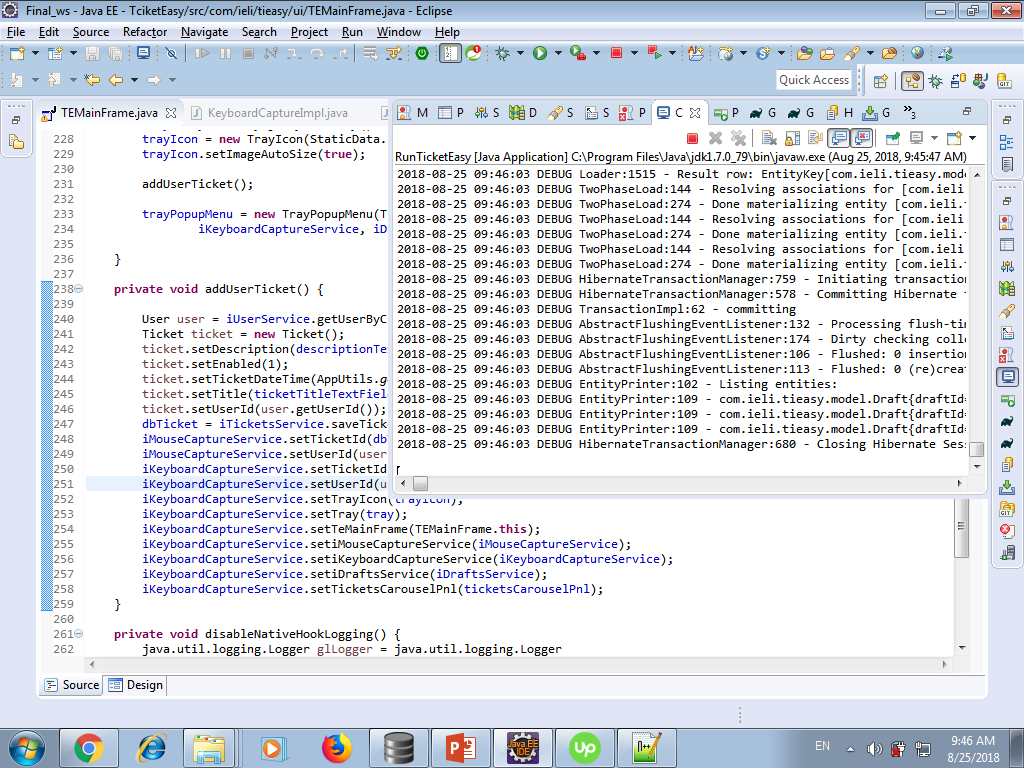 Final_ws - Java EE - TciketEasy/src/com/ieli/tieasy/ui/TEMainFrame.java - Eclipse
File Edit Source Refactor Navigate Search Project Run Window Help
Quick Access
TEMainFrame.java KeyboardCaptureImpl.java J
M P S D S S P C P G G H G »3
RunTicketEasy [Java Application] C:\Program Files\Java\jdk1.7.0_79\bin\javaw.exe (Aug 25, 2018, 9:45:47 AM)
2018-08-25 09:46:03 DEBUG Loader:1515 - Result row: EntityKey[com.ieli.tieasy.mod
2018-08-25 09:46:03 DEBUG TwoPhaseLoad:144 - Resolving associations for [com.ieli
2018-08-25 09:46:03 DEBUG TwoPhaseLoad:274 - Done materializing entity [com.ieli.
2018-08-25 09:46:03 DEBUG TwoPhaseLoad:144 - Resolving associations for [com.ieli
2018-08-25 09:46:03 DEBUG TwoPhaseLoad:274 - Done materializing entity [com.ieli.
2018-08-25 09:46:03 DEBUG TwoPhaseLoad:144 - Resolving associations for [com.ieli
2018-08-25 09:46:03 DEBUG TwoPhaseLoad:274 - Done materializing entity [com.ieli.
2018-08-25 09:46:03 DEBUG HibernateTransactionManager:759 - Initiating transaction
2018-08-25 09:46:03 DEBUG HibernateTransactionManager:578 - Committing Hibernate
2018-08-25 09:46:03 DEBUG TransactionImpl:62 - committing
2018-08-25 09:46:03 DEBUG AbstractFlushingEventListener:132 - Processing flush-ti
2018-08-25 09:46:03 DEBUG AbstractFlushingEventListener:174 - Dirty checking coll
2018-08-25 09:46:03 DEBUG AbstractFlushingEventListener:106 - Flushed: 0 insertion
2018-08-25 09:46:03 DEBUG AbstractFlushingEventListener:113 - Flushed: 0 (re)crea
2018-08-25 09:46:03 DEBUG EntityPrinter:102 - Listing entities:
2018-08-25 09:46:03 DEBUG EntityPrinter:109 - com.ieli.tieasy.model.Draft{draftId=
2018-08-25 09:46:03 DEBUG EntityPrinter:109 - com.ieli.tieasy.model.Draft{draftId=
2018-08-25 09:46:03 DEBUG EntityPrinter:109 - com.ieli.tieasy.model.Draft{draftId=
2018-08-25 09:46:03 DEBUG HibernateTransactionManager:680 - Closing Hibernate Ses
228 trayIcon = new TrayIcon(StaticData.
229 trayIcon.setImageAutoSize(true);
230
231 addUserTicket();
232
233 trayPopupMenu = new TrayPopupMenu(T
234 iKeyboardCaptureService, iD
235
236 }
237
238 private void addUserTicket() {
239
240 User user = iUserService.getUserByC
241 Ticket ticket = new Ticket();
242 ticket.setDescription(descriptionTe
243 ticket.setEnabled(1);
244 ticket.setTicketDateTime(AppUtils.g
245 ticket.setTitle(ticketTitleTextFiel
246 ticket.setUserId(user.getUserId());
247 dbTicket = iTicketsService.saveTick
248 iMouseCaptureService.setTicketId(db
249 iMouseCaptureService.setUserId(user
250 iKeyboardCaptureService.setTicketId
251 iKeyboardCaptureService.setUserId(u
252 iKeyboardCaptureService.setTrayIcon(trayIcon);
253 iKeyboardCaptureService.setTray(tray);
254 iKeyboardCaptureService.setTeMainFrame(TEMainFrame.this);
255 iKeyboardCaptureService.setiMouseCaptureService(iMouseCaptureService);
256 iKeyboardCaptureService.setiKeyboardCaptureService(iKeyboardCaptureService);
257 iKeyboardCaptureService.setiDraftsService(iDraftsService);
258 iKeyboardCaptureService.setTicketsCarouselPnl(ticketsCarouselPnl);
259 }
260
261 private void disableNativeHookLogging() {
262 java.util.logging.Logger glLogger = java.util.logging.Logger
Source Design
EN
9:46 AM
8/25/2018